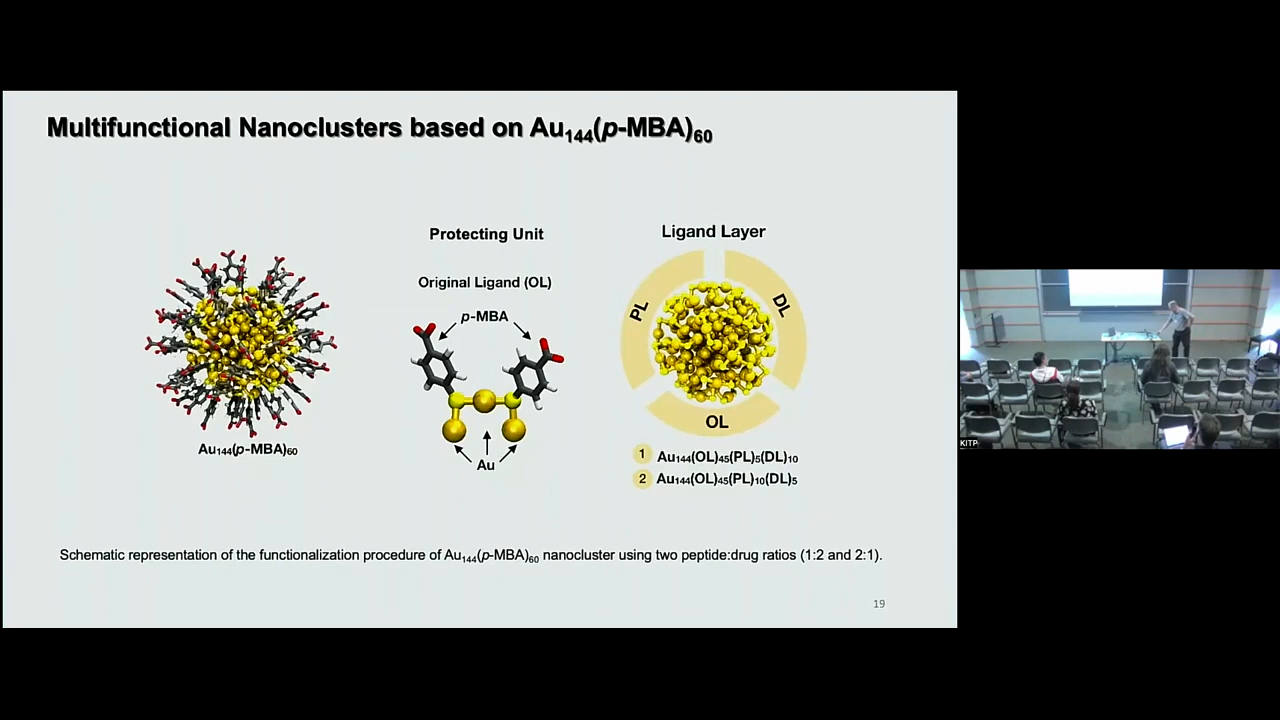 Multifunctional Nanoclusters based on Au₁₄₄(p-MBA)₆₀
Protecting Unit
Original Ligand (OL)
p-MBA
Au
Au₁₄₄(p-MBA)₆₀
Ligand Layer
PL
DL
OL
1 Au₁₄₄(OL)₄₅(PL)₅(DL)₁₀
2 Au₁₄₄(OL)₄₅(PL)₁₀(DL)₅
Schematic representation of the functionalization procedure of Au₁₄₄(p-MBA)₆₀ nanocluster using two peptide:drug ratios (1:2 and 2:1).
19
KITP